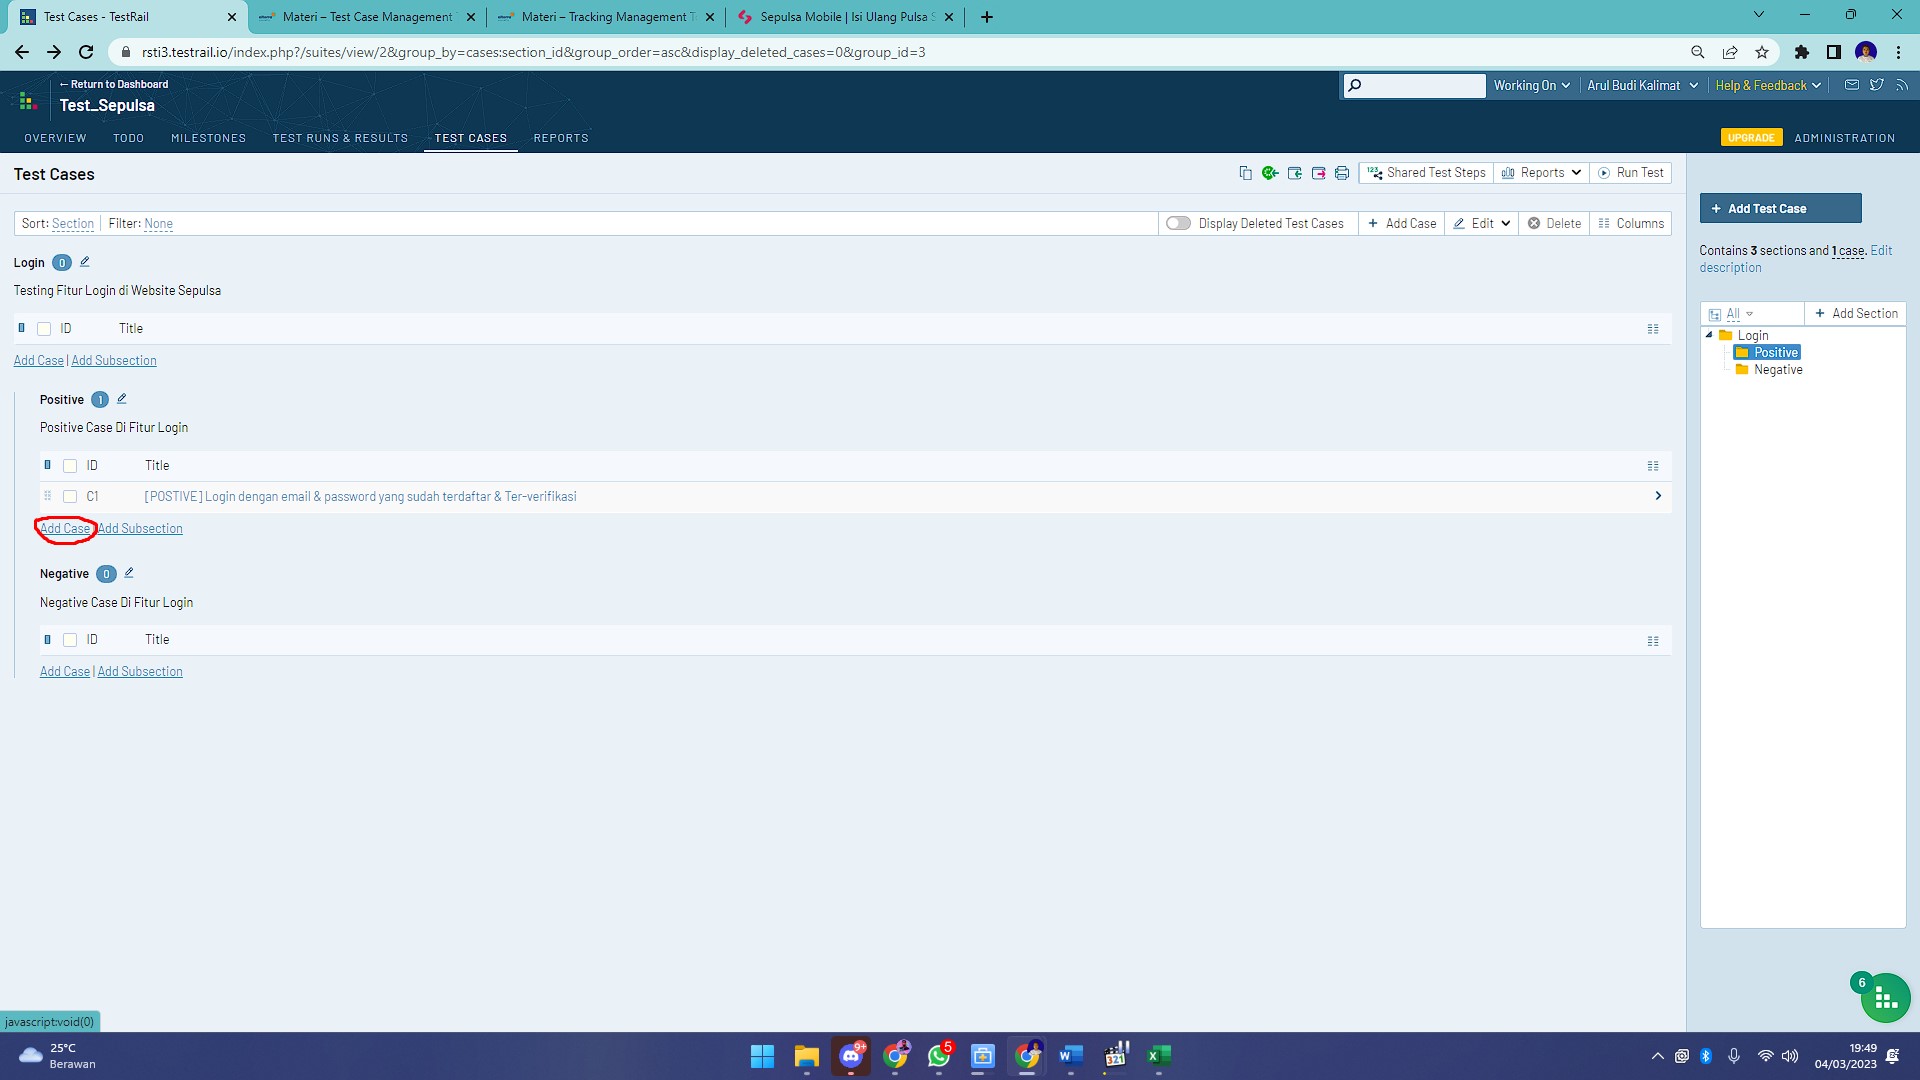 Test Cases - TestRail
Materi – Test Case Management
Materi – Tracking Management T
Sepulsa Mobile | Isi Ulang Pulsa S
rsti3.testrail.io/index.php?/suites/view/2&group_by=cases:section_id&group_order=asc&display_deleted_cases=0&group_id=3
← Return to Dashboard
Test_Sepulsa
Working On
Arul Budi Kalimat
Help & Feedback
OVERVIEW TODO MILESTONES TEST RUNS & RESULTS TEST CASES REPORTS
UPGRADE ADMINISTRATION
Test Cases
123 Shared Test Steps Reports Run Test
Sort: Section Filter: None
Display Deleted Test Cases + Add Case Edit Delete Columns
Login 0
Testing Fitur Login di Website Sepulsa
ID Title
Add Case | Add Subsection
Positive 1
Positive Case Di Fitur Login
ID Title
C1 [POSTIVE] Login dengan email & password yang sudah terdaftar & Ter-verifikasi
Add Case | Add Subsection
Negative 0
Negative Case Di Fitur Login
ID Title
Add Case | Add Subsection
+ Add Test Case
Contains 3 sections and 1 case. Edit
description
All + Add Section
Login
Positive
Negative
6
javascript:void(0)
25°C
Berawan
9+
5
321
19:49
04/03/2023